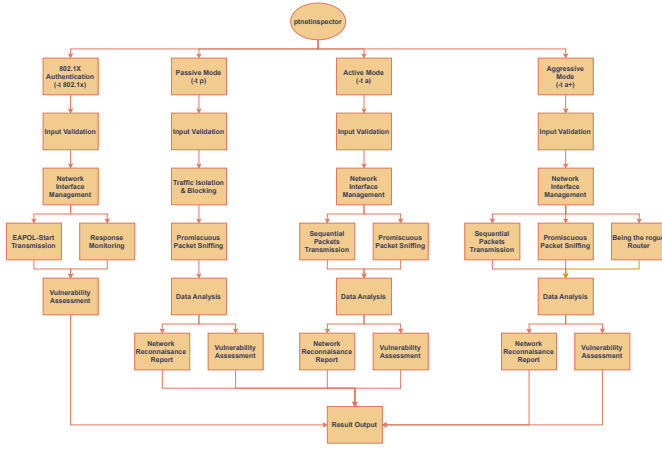 ptnetinspector
802.1X
Authentication
(-t 802.1x)
Passive Mode
(-t p)
Active Mode
(-t a)
Aggressive
Mode
(-t a+)
Input Validation
Input Validation
Input Validation
Input Validation
Network
Interface
Management
Traffic Isolation
& Blocking
Network
Interface
Management
Network
Interface
Management
EAPOL-Start
Transmission
Response
Monitoring
Promiscuous
Packet Sniffing
Sequential
Packets
Transmission
Promiscuous
Packet Sniffing
Sequential
Packets
Transmission
Promiscuous
Packet Sniffing
Being the rogue
Router
Vulnerability
Assessment
Data Analysis
Data Analysis
Data Analysis
Network
Reconnaisance
Report
Vulnerability
Assessment
Network
Reconnaisance
Report
Vulnerability
Assessment
Network
Reconnaisance
Report
Vulnerability
Assessment
Result Output